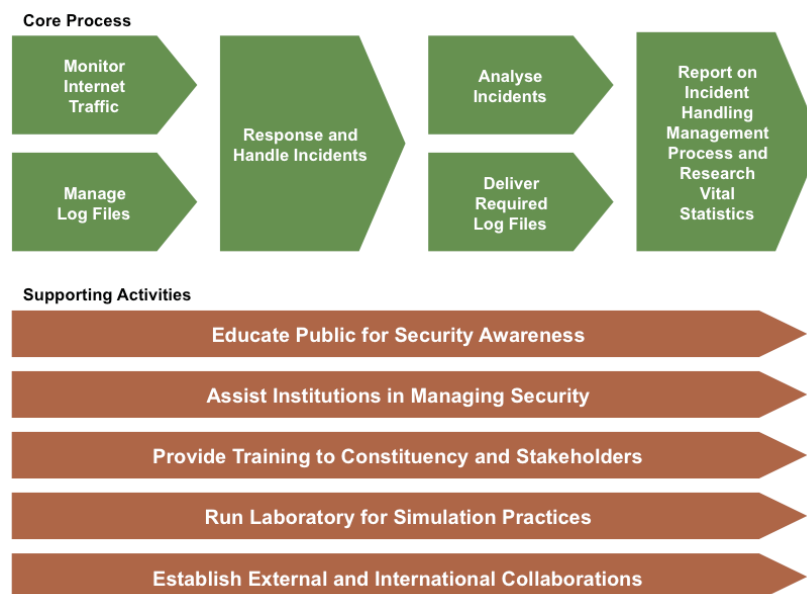 Core Process
Monitor
Internet
Traffic
Manage
Log Files
Response and
Handle Incidents
Analyse
Incidents
Deliver
Required
Log Files
Report on
Incident
Handling
Management
Process and
Research
Vital
Statistics
Supporting Activities
Educate Public for Security Awareness
Assist Institutions in Managing Security
Provide Training to Constituency and Stakeholders
Run Laboratory for Simulation Practices
Establish External and International Collaborations